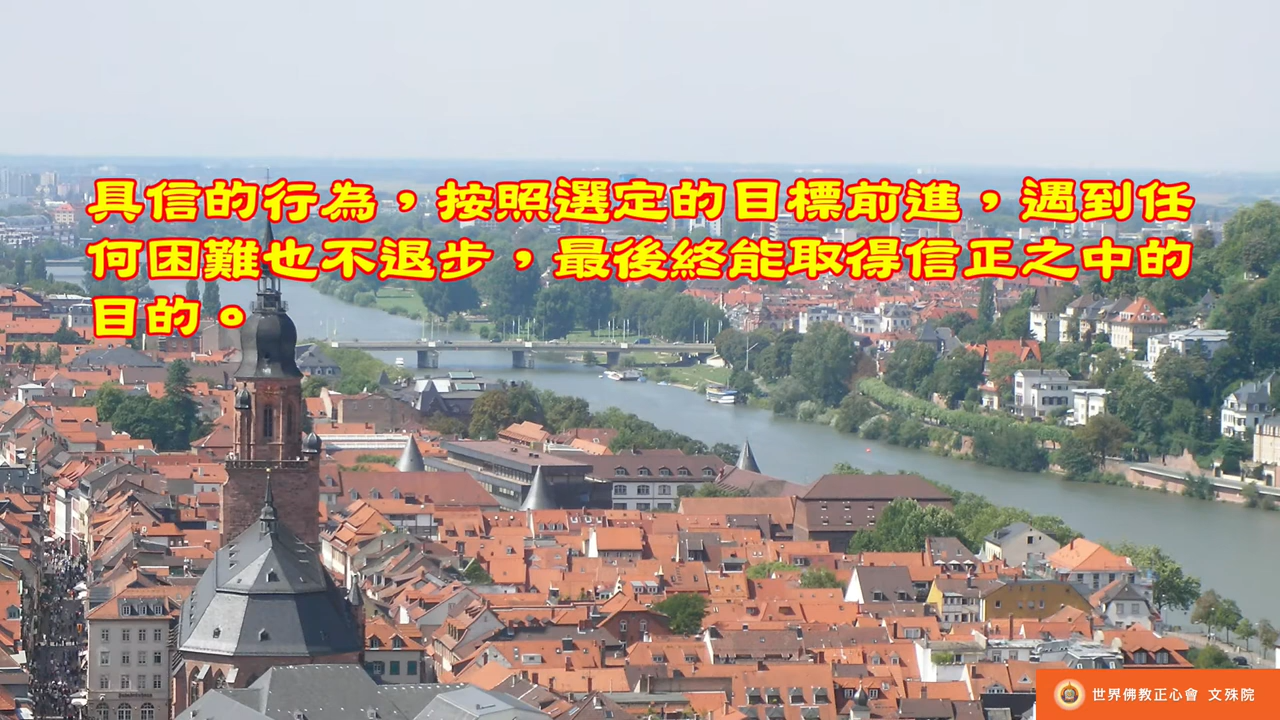 具信的行為，按照選定的目標前進，遇到任
何困難也不退步，最後終能取得信正之中的
目的。
世界佛教正心會 文殊院